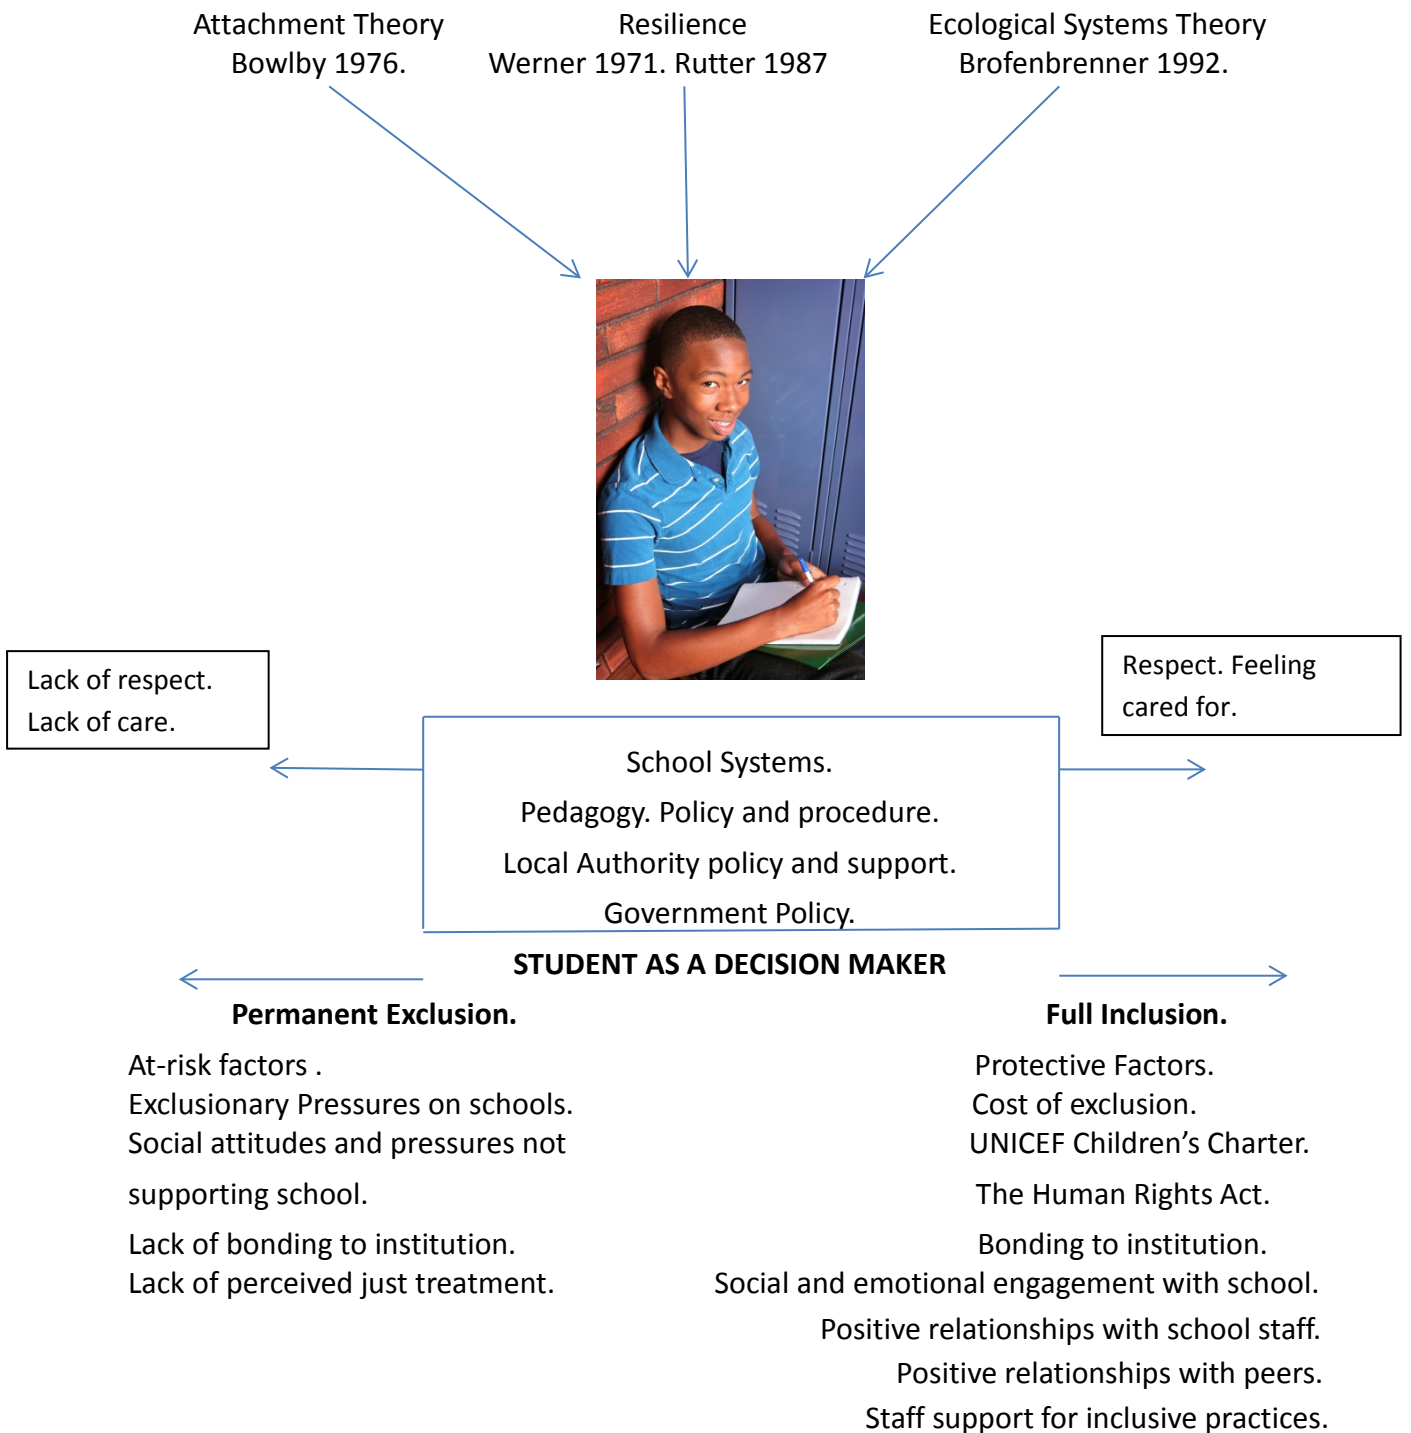 Attachment Theory
Bowlby 1976.
Resilience
Werner 1971. Rutter 1987
Ecological Systems Theory
Brofenbrenner 1992.
Lack of respect.
Lack of care.
Respect. Feeling
cared for.
School Systems.
Pedagogy. Policy and procedure.
Local Authority policy and support.
Government Policy.
STUDENT AS A DECISION MAKER
Permanent Exclusion.
At-risk factors .
Exclusionary Pressures on schools.
Social attitudes and pressures not
supporting school.
Lack of bonding to institution.
Lack of perceived just treatment.
Full Inclusion.
Protective Factors.
Cost of exclusion.
UNICEF Children’s Charter.
The Human Rights Act.
Bonding to institution.
Social and emotional engagement with school.
Positive relationships with school staff.
Positive relationships with peers.
Staff support for inclusive practices.